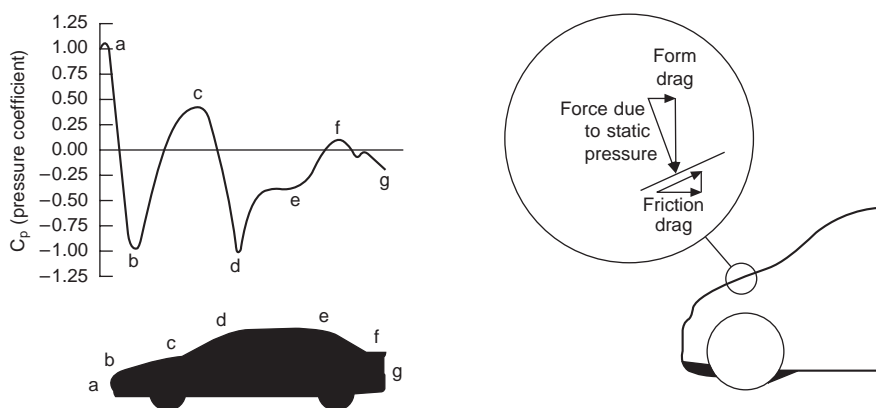 1.25
1.00
0.75
0.50
0.25
0.00
−0.25
−0.50
−0.75
−1.00
−1.25
Cp (pressure coefficient)
a
b
c
d
e
f
g
a
b
c
d
e
f
g
Form
drag
Force due
to static
pressure
Friction
drag